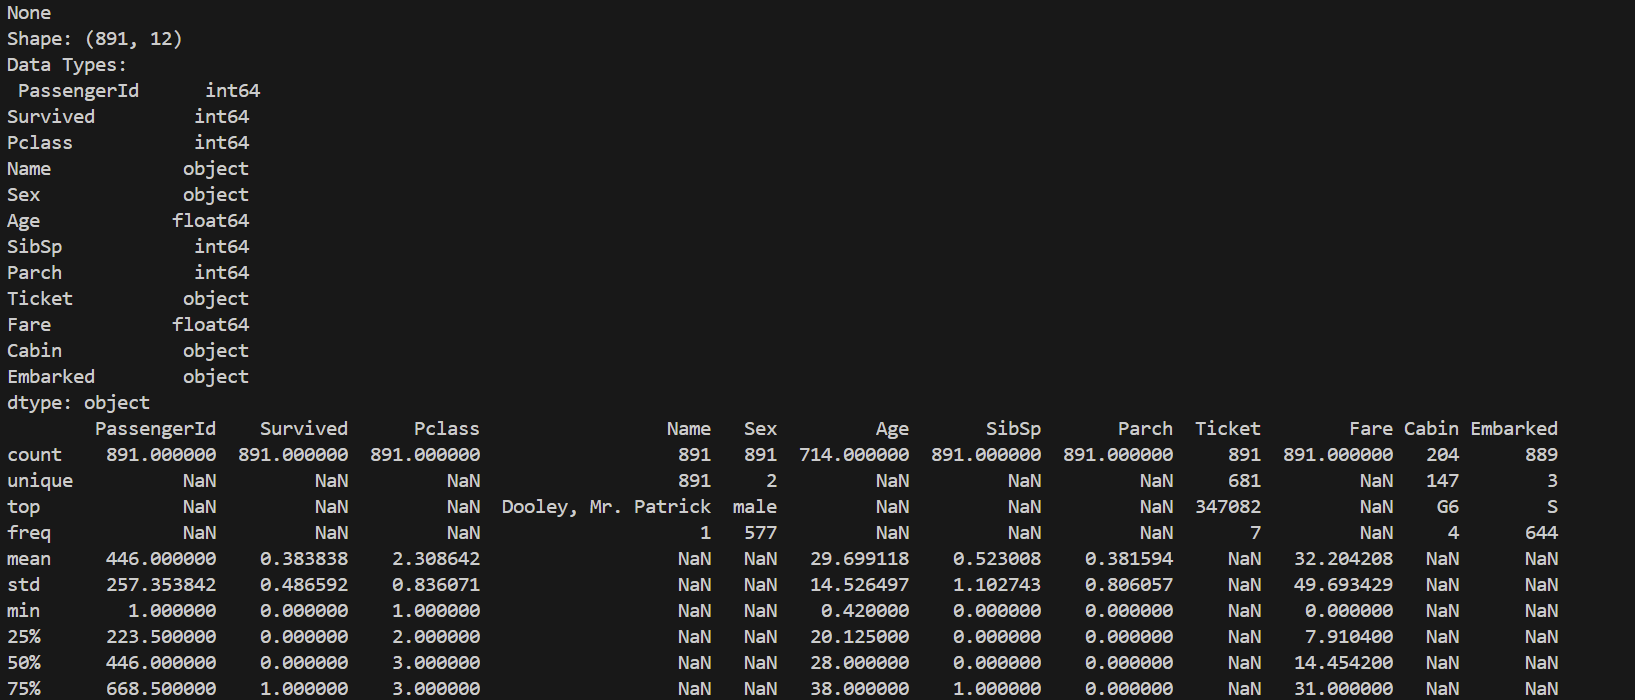 None
Shape: (891, 12)
Data Types:
 PassengerId      int64
Survived         int64
Pclass           int64
Name            object
Sex             object
Age            float64
SibSp            int64
Parch            int64
Ticket          object
Fare           float64
Cabin           object
Embarked        object
dtype: object
        PassengerId    Survived      Pclass                 Name   Sex         Age       SibSp       Parch  Ticket        Fare Cabin Embarked
count    891.000000  891.000000  891.000000                  891   891  714.000000  891.000000  891.000000     891  891.000000   204      889
unique          NaN         NaN         NaN                  891     2         NaN         NaN         NaN     681         NaN   147        3
top             NaN         NaN         NaN  Dooley, Mr. Patrick  male         NaN         NaN         NaN  347082         NaN    G6        S
freq            NaN         NaN         NaN                    1   577         NaN         NaN         NaN       7         NaN     4      644
mean     446.000000    0.383838    2.308642                  NaN   NaN   29.699118    0.523008    0.381594     NaN   32.204208   NaN      NaN
std      257.353842    0.486592    0.836071                  NaN   NaN   14.526497    1.102743    0.806057     NaN   49.693429   NaN      NaN
min        1.000000    0.000000    1.000000                  NaN   NaN    0.420000    0.000000    0.000000     NaN    0.000000   NaN      NaN
25%      223.500000    0.000000    2.000000                  NaN   NaN   20.125000    0.000000    0.000000     NaN    7.910400   NaN      NaN
50%      446.000000    0.000000    3.000000                  NaN   NaN   28.000000    0.000000    0.000000     NaN   14.454200   NaN      NaN
75%      668.500000    1.000000    3.000000                  NaN   NaN   38.000000    1.000000    0.000000     NaN   31.000000   NaN      NaN